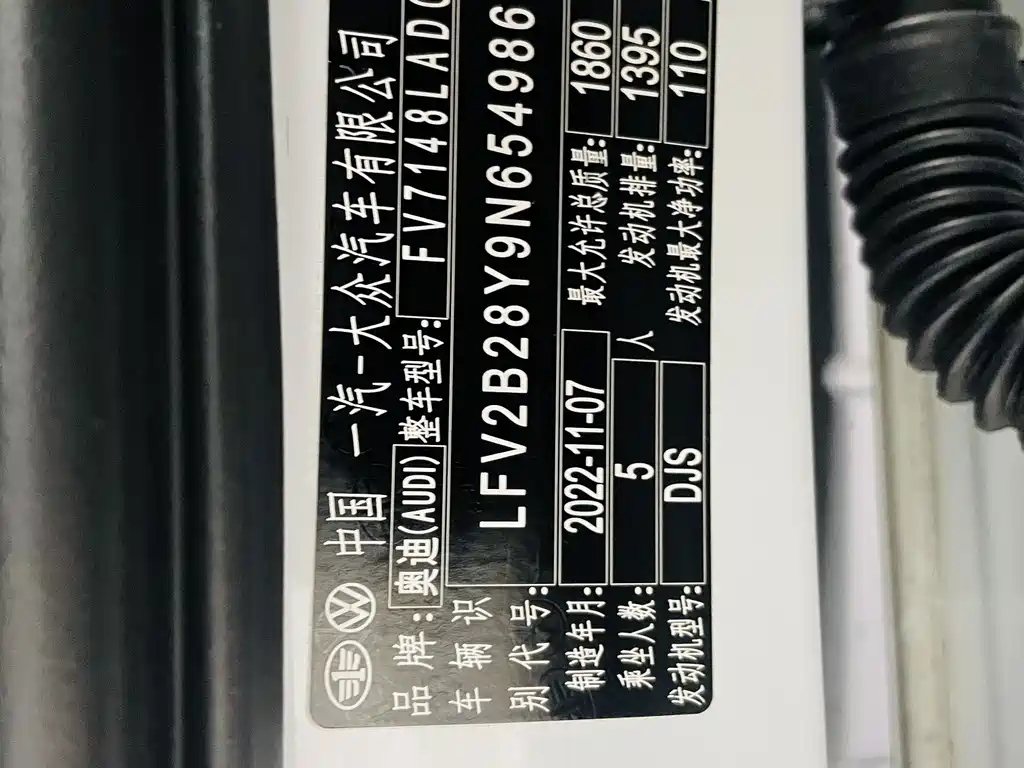 中国 一汽-大众汽车有限公司
品牌:奥迪(AUDI) 整车型号: FV7148LADC
车辆识别代号: LFV2B28Y9N654986
制造年月: 2022-11-07 最大允许总质量: 1860
乘坐人数: 5 人 发动机排量: 1395
发动机型号: DJS 发动机最大净功率: 110